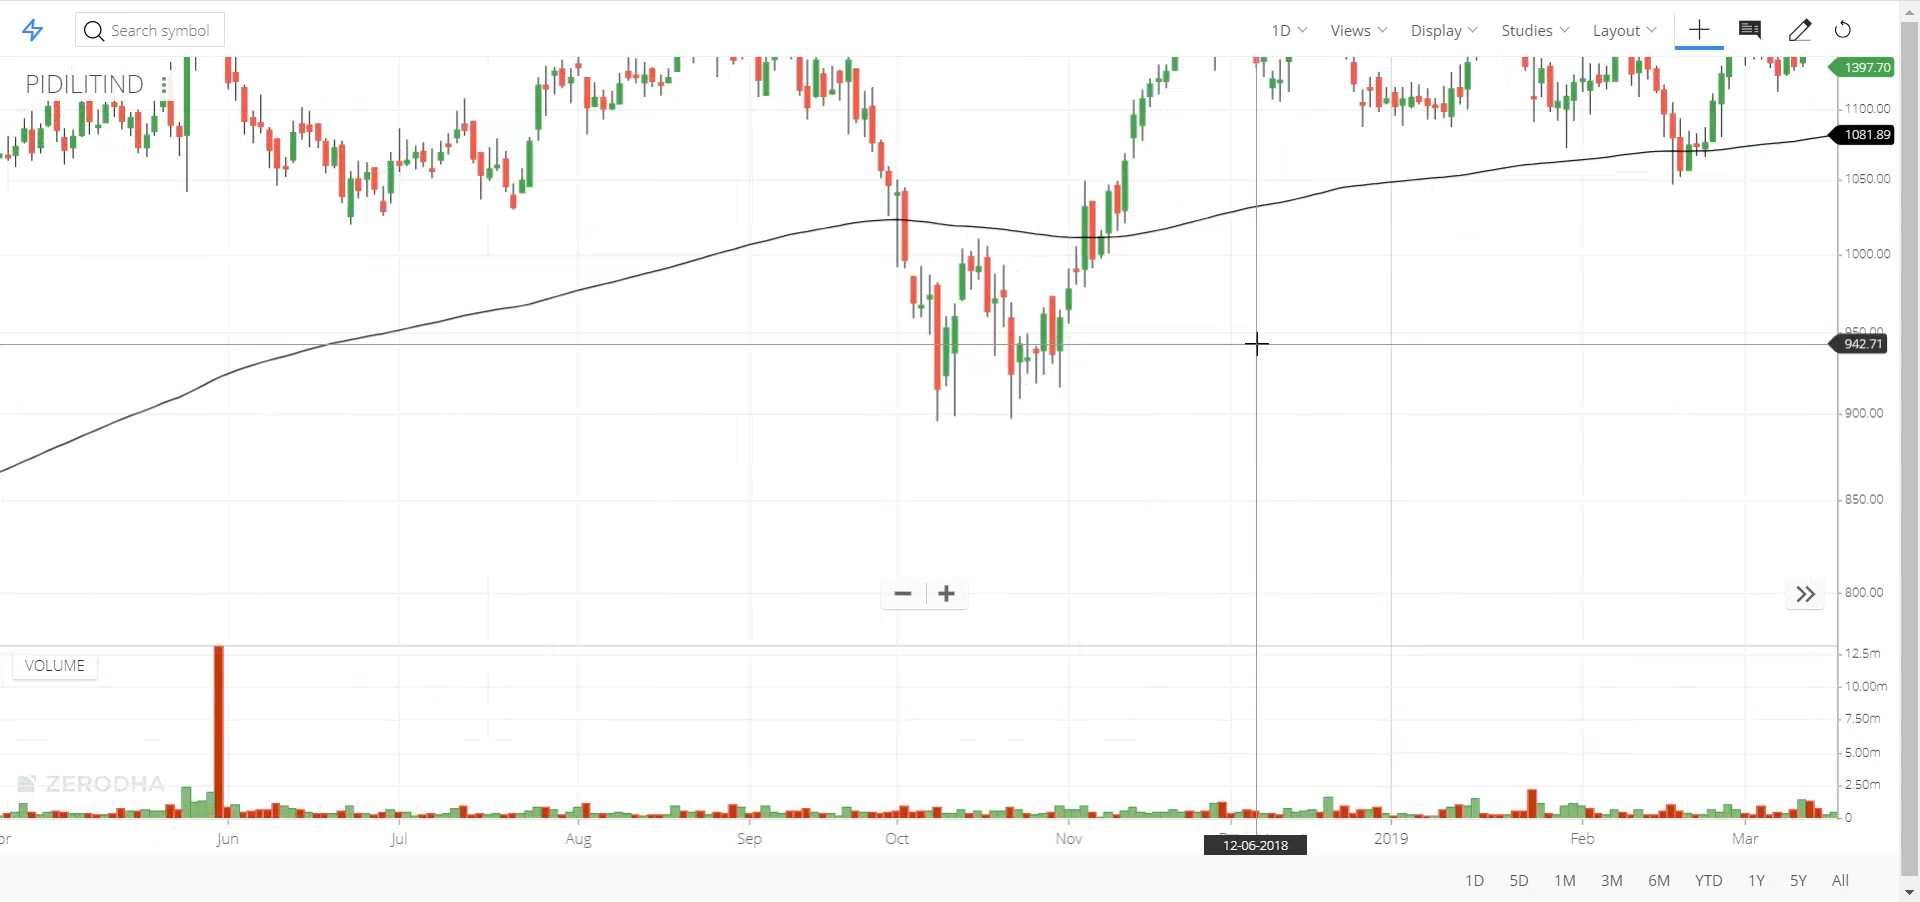 Search symbol
1D Views Display Studies Layout
PIDILITIND
1397.70
1100.00
1081.89
1050.00
1000.00
950.00
942.71
900.00
850.00
800.00
VOLUME
12.5m
10.00m
7.50m
5.00m
2.50m
0
ZERODHA
Jun Jul Aug Sep Oct Nov 2019 Feb Mar
12-06-2018
1D 5D 1M 3M 6M YTD 1Y 5Y All